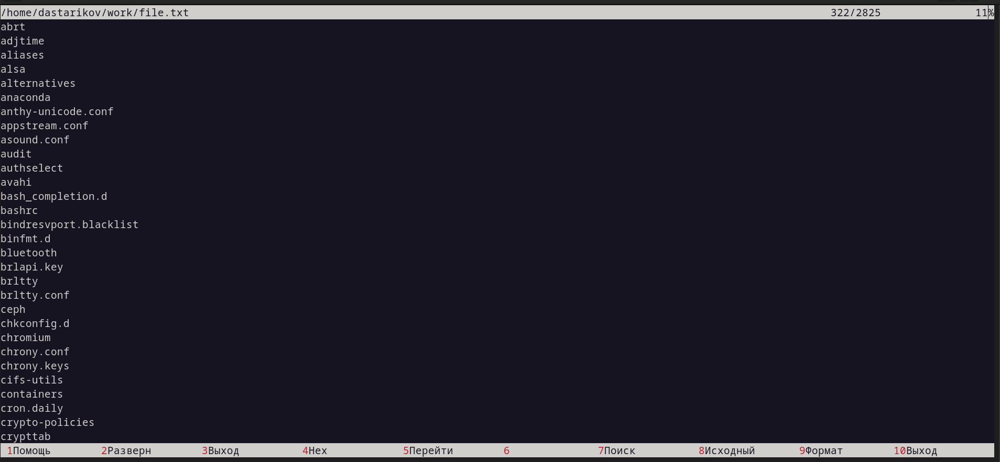 /home/dastarikov/work/file.txt 322/2825 11%
abrt
adjtime
aliases
alsa
alternatives
anaconda
anthy-unicode.conf
appstream.conf
asound.conf
audit
authselect
avahi
bash_completion.d
bashrc
bindresvport.blacklist
binfmt.d
bluetooth
brlapi.key
brltty
brltty.conf
ceph
chkconfig.d
chromium
chrony.conf
chrony.keys
cifs-utils
containers
cron.daily
crypto-policies
crypttab
1Помощь 2Разверн 3Выход 4Hex 5Перейти 6 7Поиск 8Исходный 9Формат 10Выход